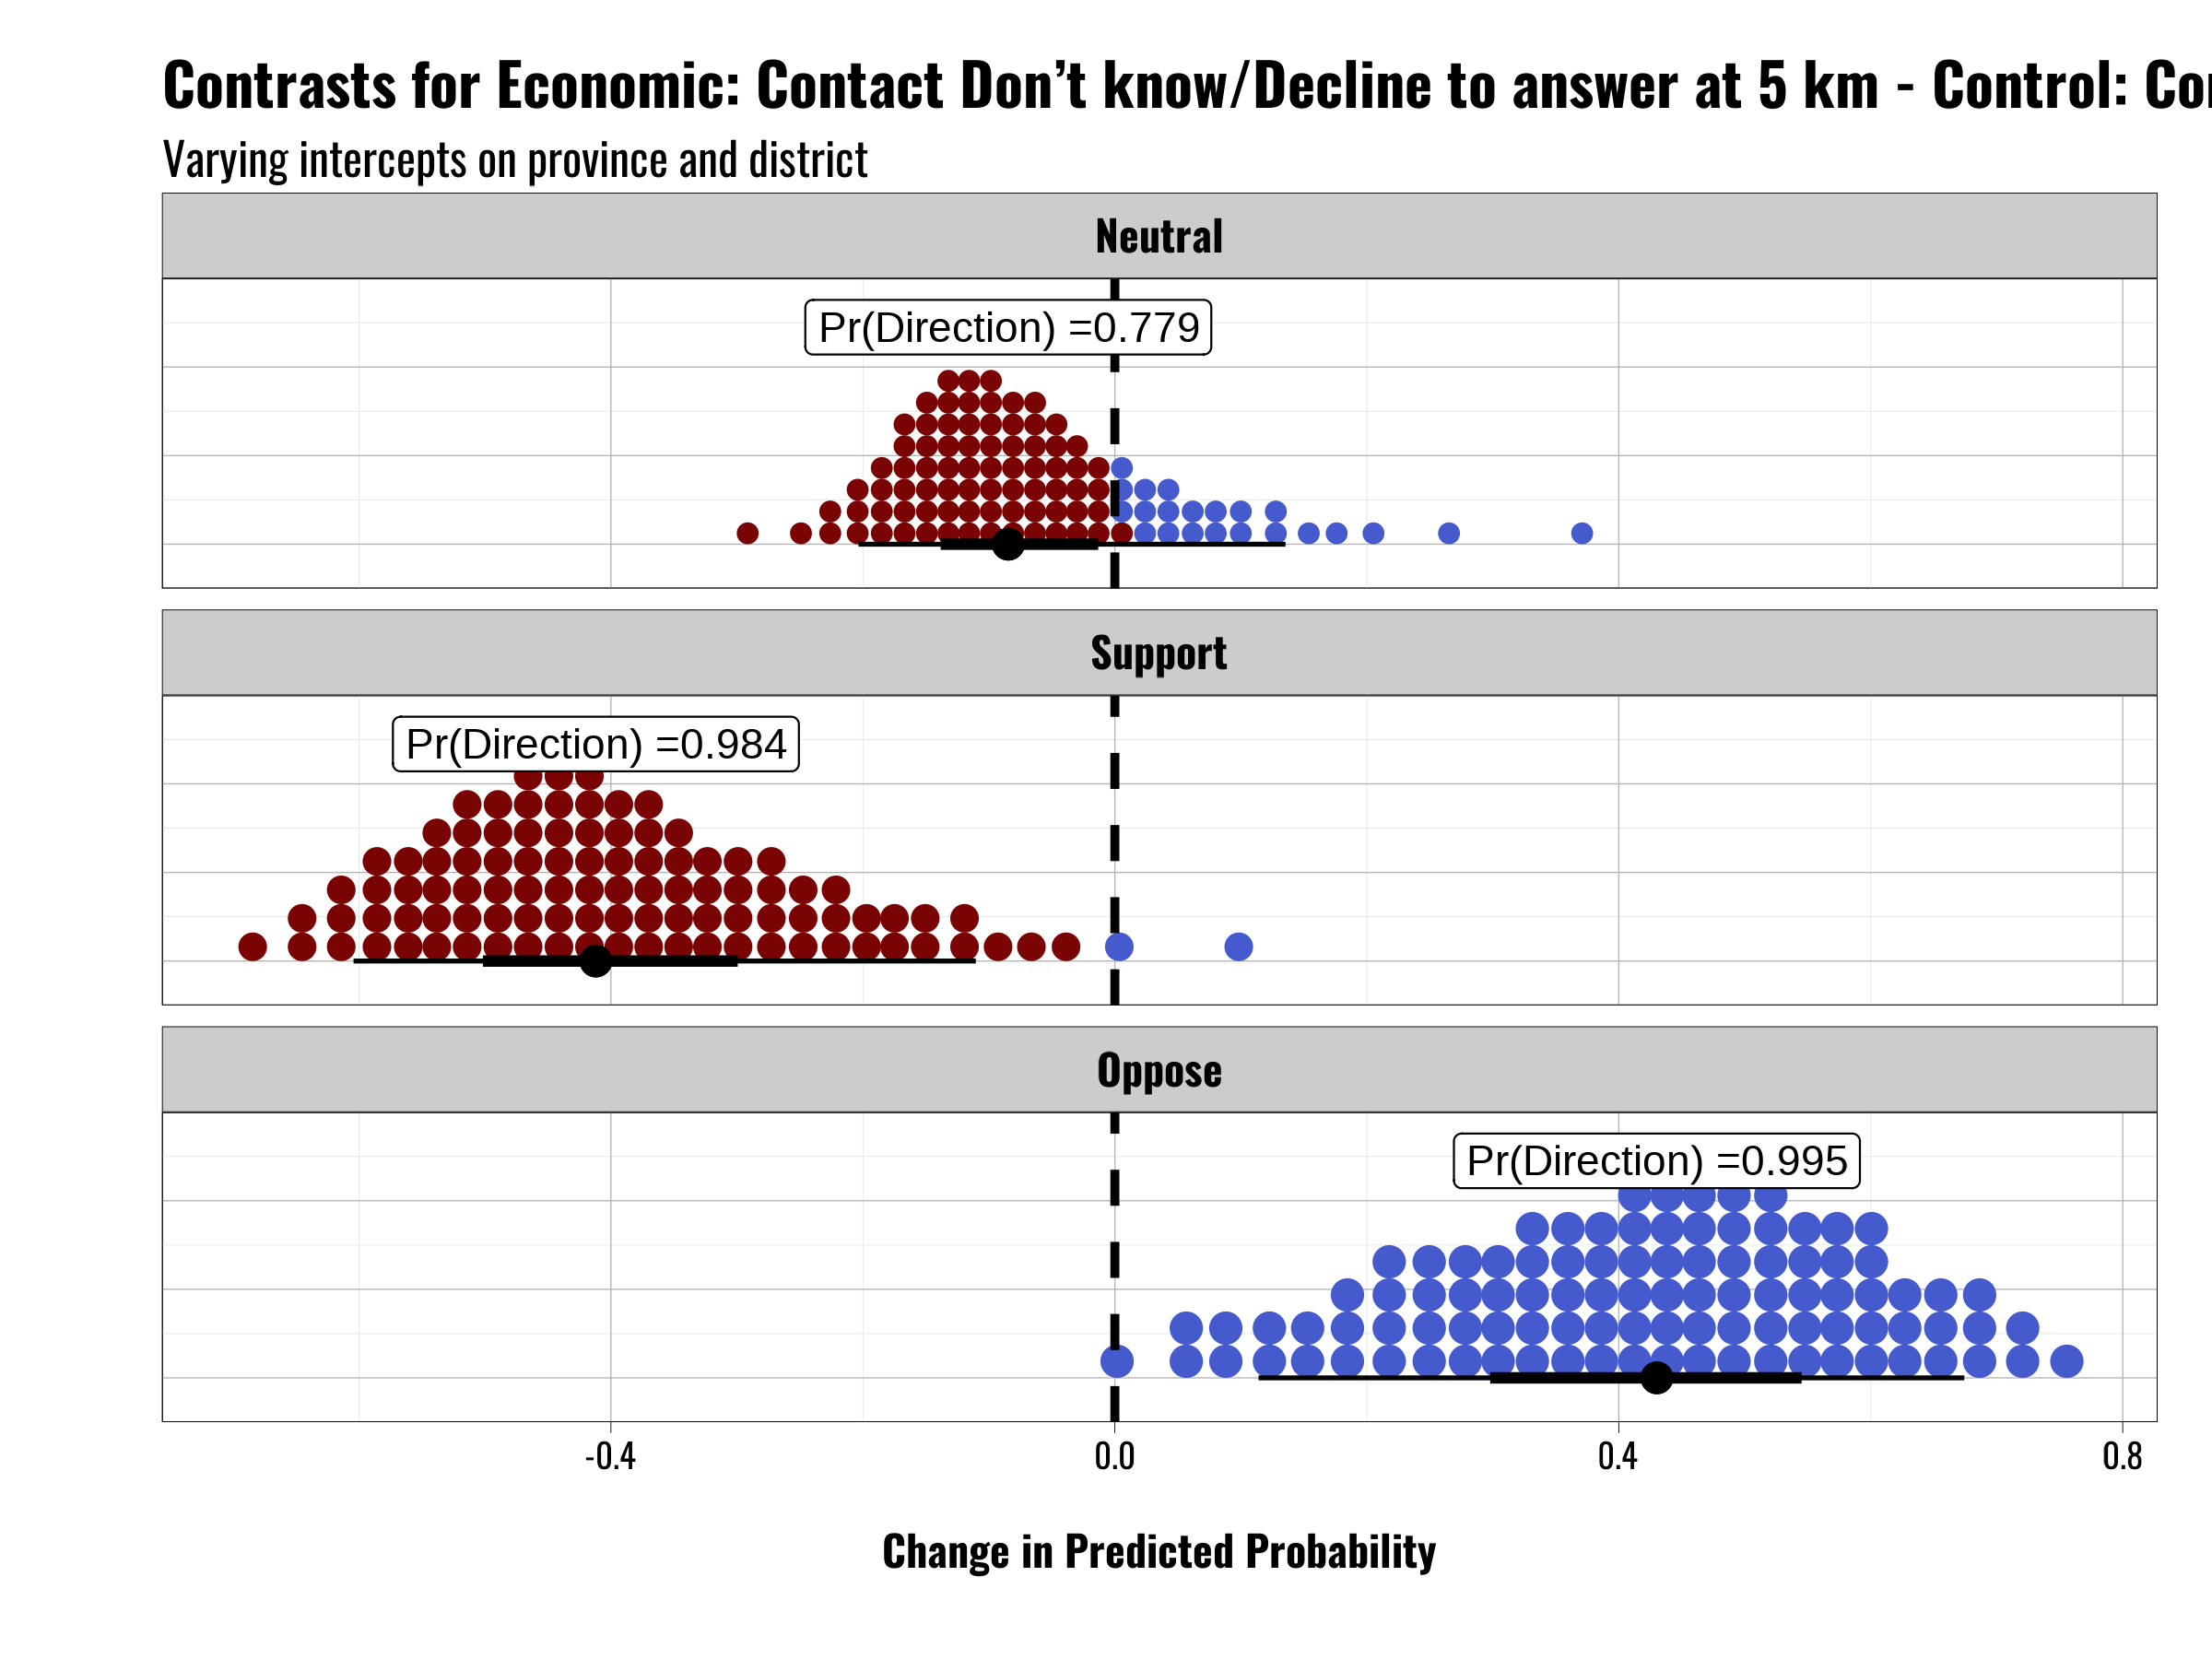 Contrasts for Economic: Contact Don’t know/Decline to answer at 5 km - Control: Co
Varying intercepts on province and district
Neutral
Pr(Direction) =0.779
Support
Pr(Direction) =0.984
Oppose
Pr(Direction) =0.995
-0.4 0.0 0.4 0.8
Change in Predicted Probability